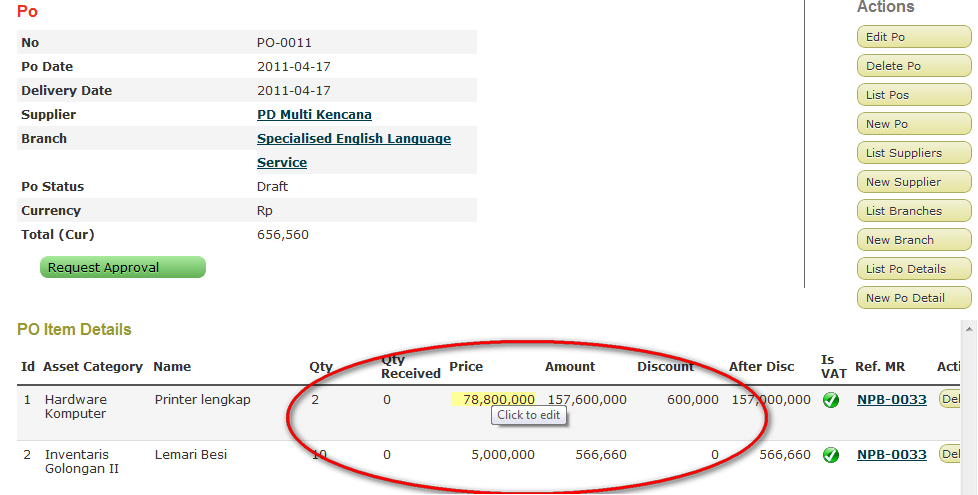 Po
No PO-0011
Po Date 2011-04-17
Delivery Date 2011-04-17
Supplier PD Multi Kencana
Branch Specialised English Language
Service
Po Status Draft
Currency Rp
Total (Cur) 656,560
Request Approval
Actions
Edit Po
Delete Po
List Pos
New Po
List Suppliers
New Supplier
List Branches
New Branch
List Po Details
New Po Detail
PO Item Details
Id Asset Category Name Qty Qty Received Price Amount Discount After Disc Is VAT Ref. MR Acti
1 Hardware Komputer Printer lengkap 2 0 78,800,000 157,600,000 600,000 157,000,000 NPB-0033 Del
Click to edit
2 Inventaris Golongan II Lemari Besi 10 0 5,000,000 566,660 0 566,660 NPB-0033 Del